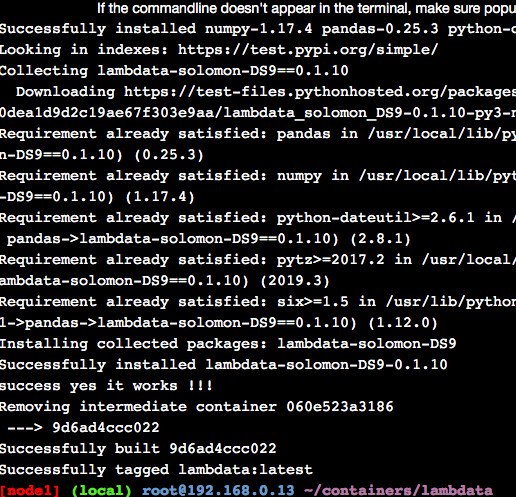 If the commandline doesn't appear in the terminal, make sure popu
Successfully installed numpy-1.17.4 pandas-0.25.3 python-d
Looking in indexes: https://test.pypi.org/simple/
Collecting lambdata-solomon-DS9==0.1.10
Downloading https://test-files.pythonhosted.org/packages
0dea1d9d2c19ae67f303e9aa/lambdata_solomon_DS9-0.1.10-py3-n
Requirement already satisfied: pandas in /usr/local/lib/py
n-DS9==0.1.10) (0.25.3)
Requirement already satisfied: numpy in /usr/local/lib/pyt
-DS9==0.1.10) (1.17.4)
Requirement already satisfied: python-dateutil>=2.6.1 in /
pandas->lambdata-solomon-DS9==0.1.10) (2.8.1)
Requirement already satisfied: pytz>=2017.2 in /usr/local/
ambdata-solomon-DS9==0.1.10) (2019.3)
Requirement already satisfied: six>=1.5 in /usr/lib/python
1->pandas->lambdata-solomon-DS9==0.1.10) (1.12.0)
Installing collected packages: lambdata-solomon-DS9
Successfully installed lambdata-solomon-DS9-0.1.10
success yes it works !!!
Removing intermediate container 060e523a3186
---> 9d6ad4ccc022
Successfully built 9d6ad4ccc022
Successfully tagged lambdata:latest
[node1] (local) root@192.168.0.13 ~/containers/lambdata